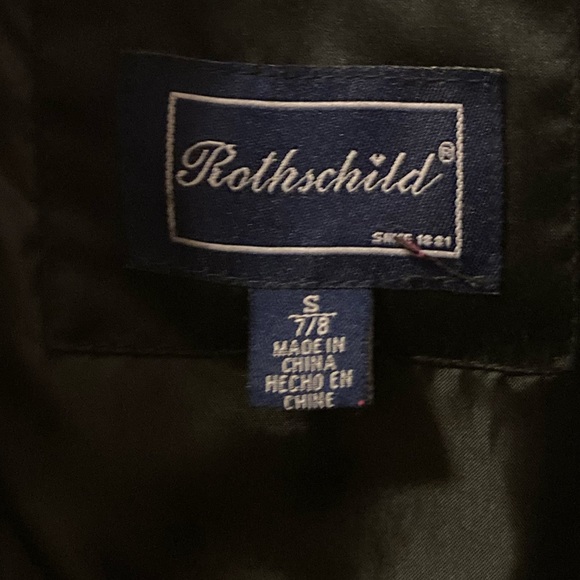 Rothschild®
SINCE 1881
S
7/8
MADE IN
CHINA
HECHO EN
CHINE